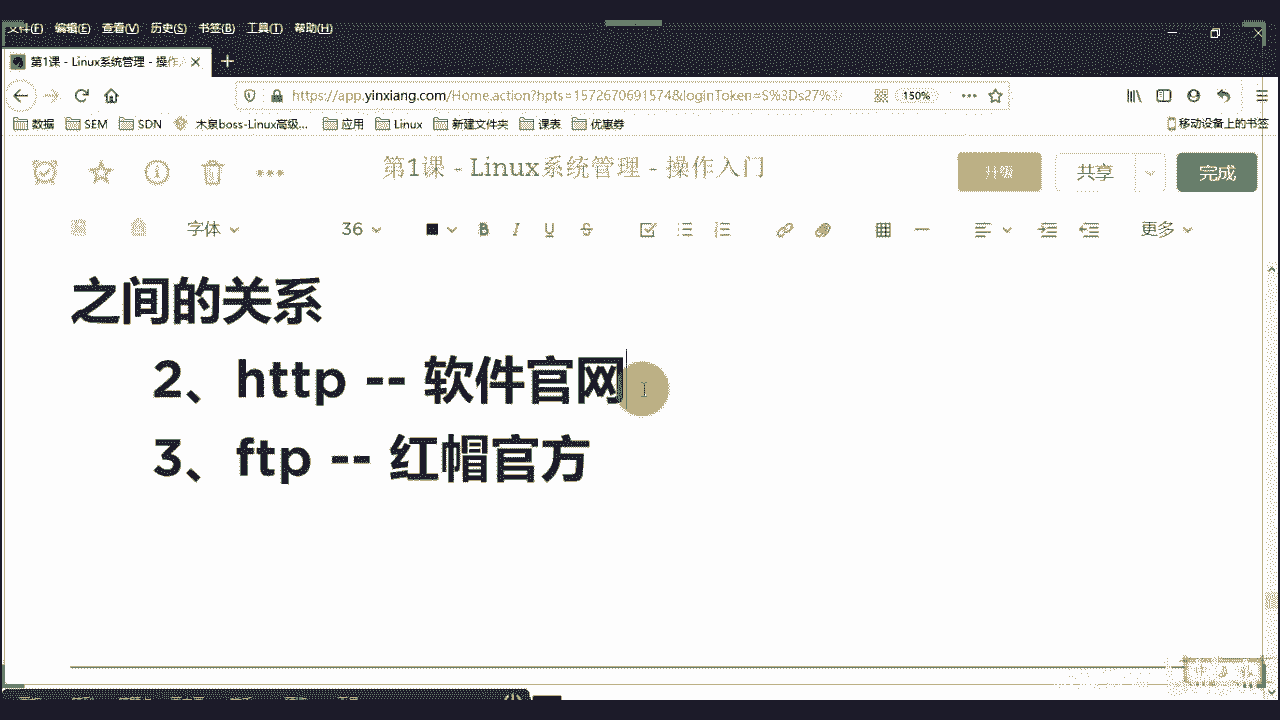 文件(F) 编辑(E) 查看(V) 历史(S) 书签(B) 工具(T) 帮助(H)
第1课 - Linux系统管理 - 操作
https://app.yinxiang.com/Home.action?hpts=1572670691574&loginToken=S%3Ds27%3 150%
数据 SEM SDN 木泉boss-Linux高级... 应用 Linux 新建文件夹 课表 优惠券 移动设备上的书签
第1课 - Linux系统管理 - 操作入门 升级 共享 完成
字体 36 B I U S 更多
之间的关系
2、http -- 软件官网
3、ftp -- 红帽官方